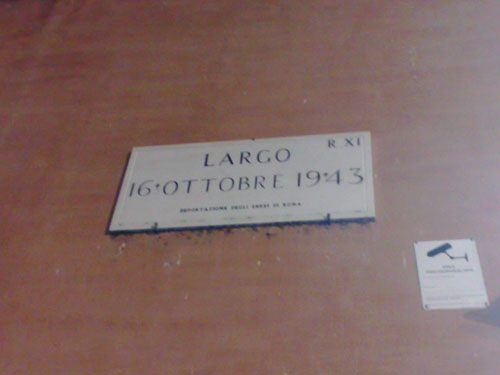 R XI
LARGO
16 OTTOBRE 1943
DEPORTAZIONE DEGLI EBREI DI ROMA